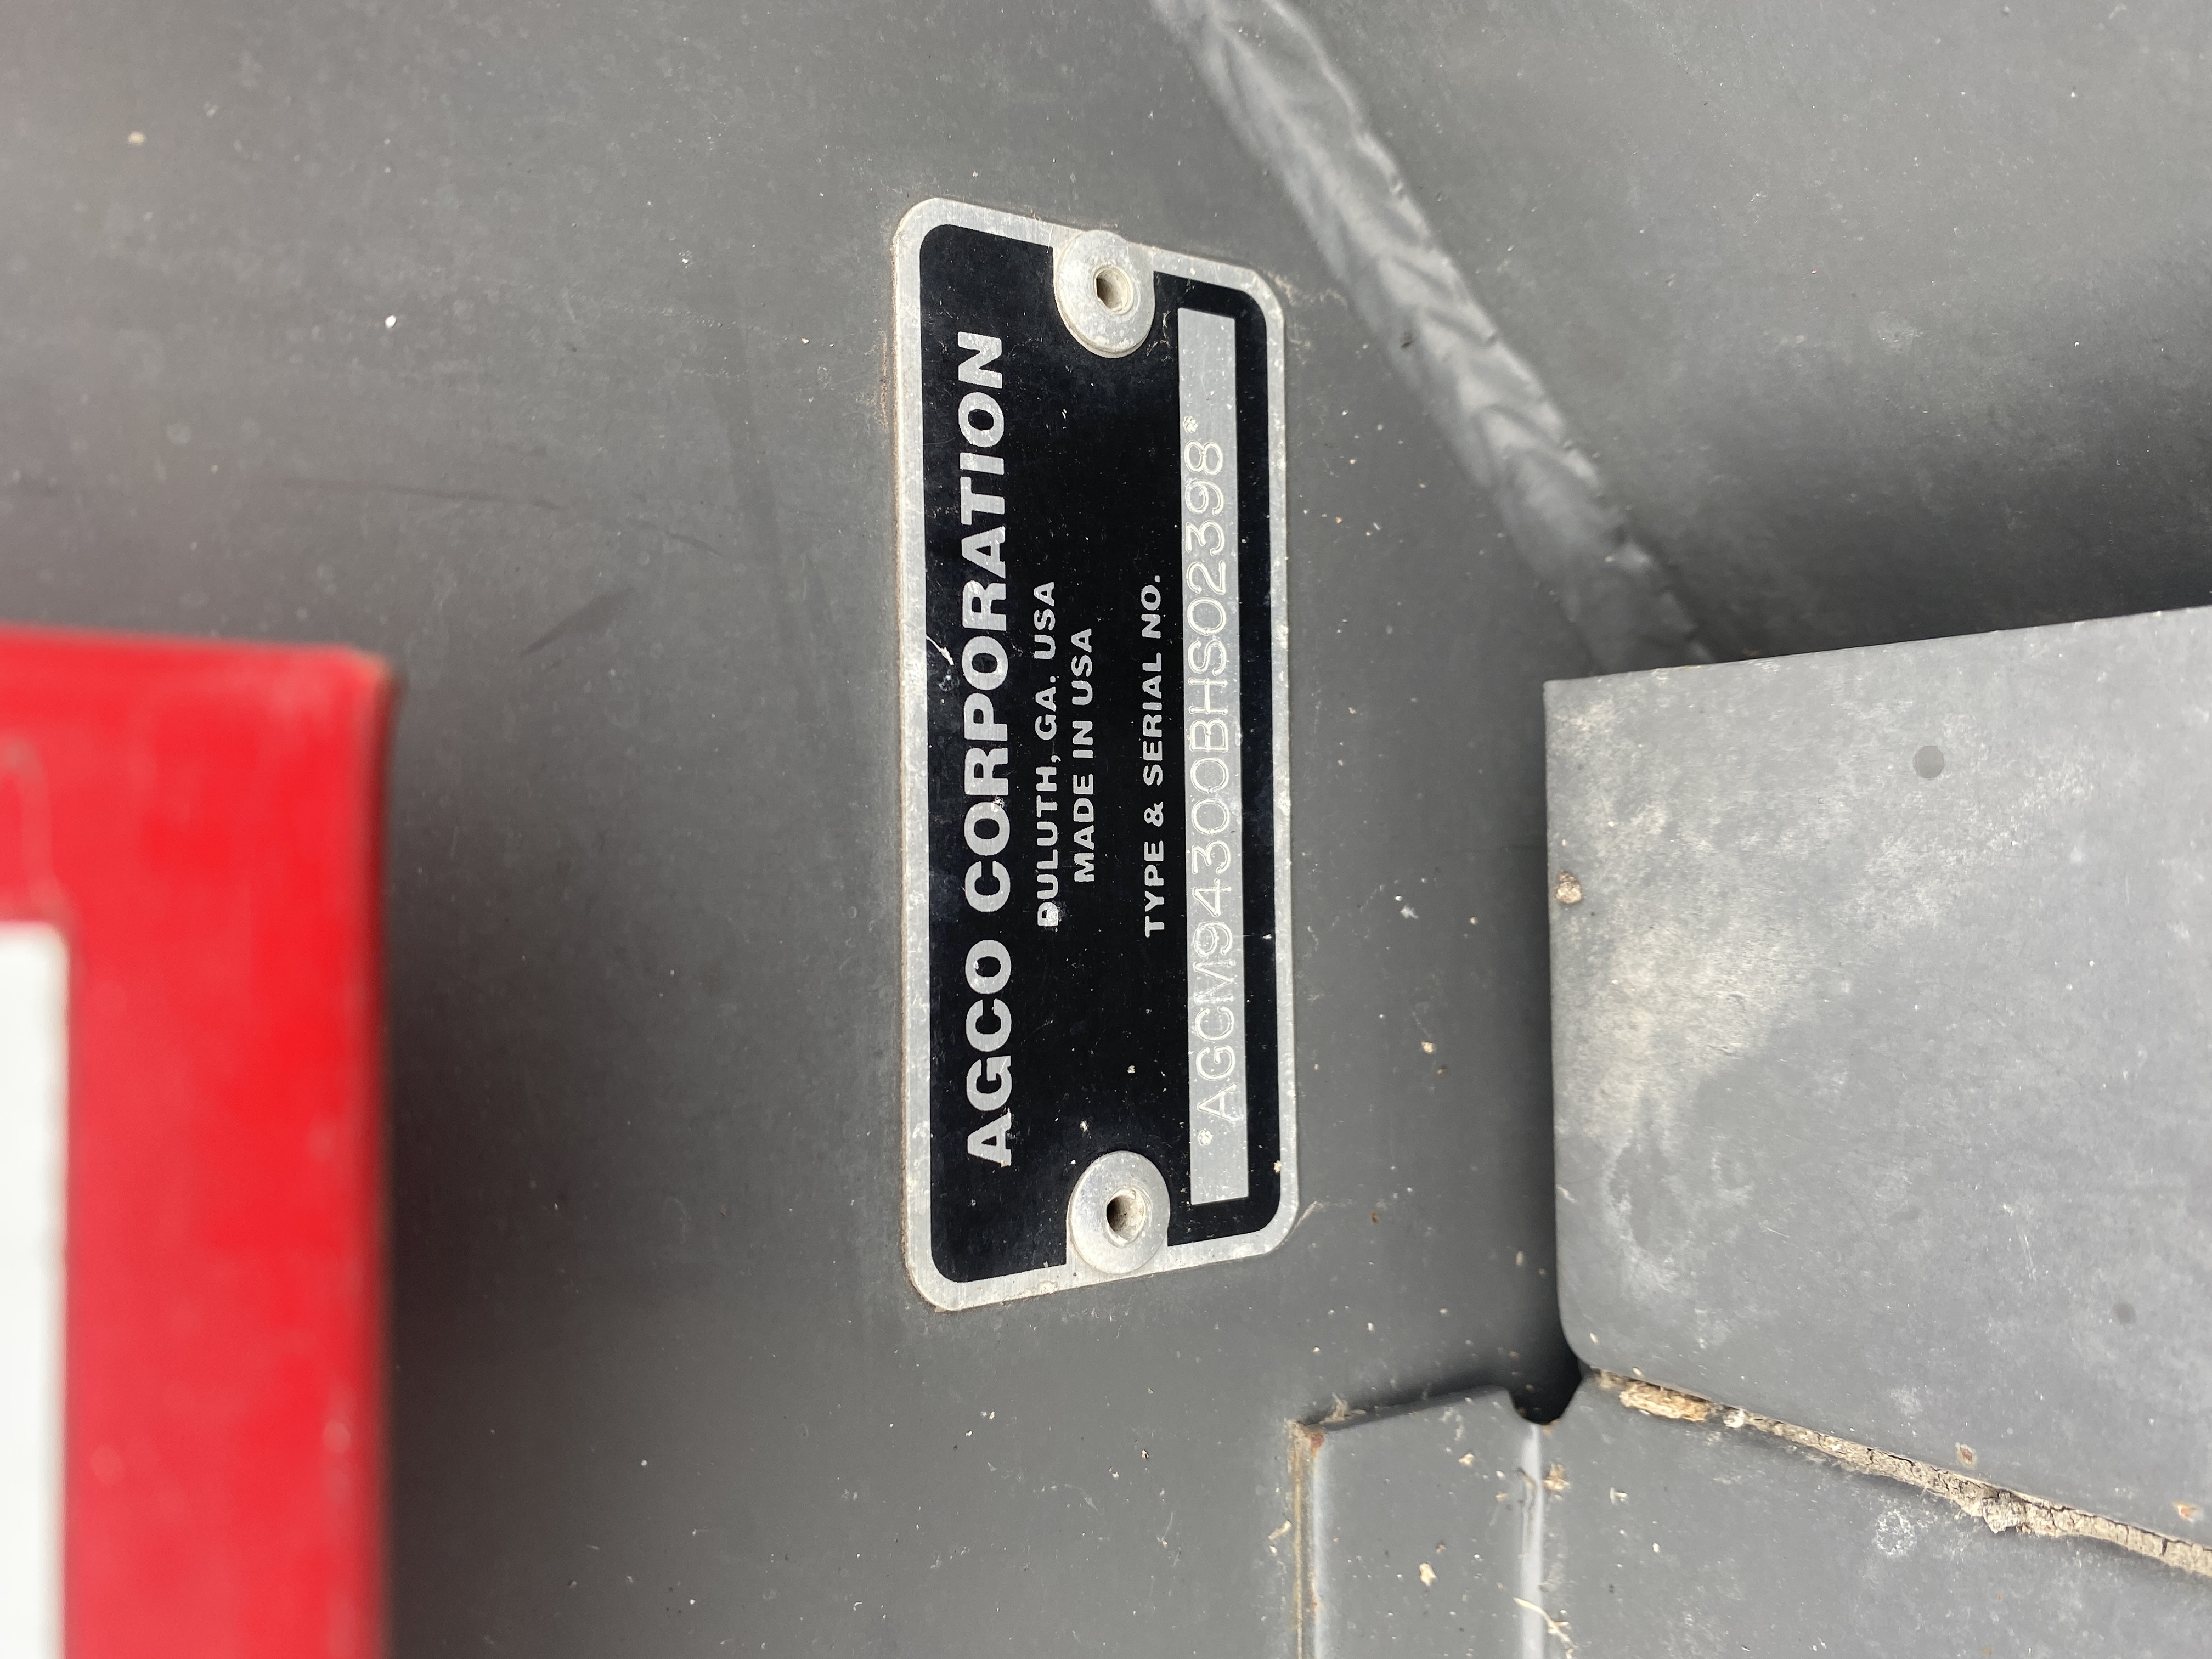 AGCO CORPORATION
DULUTH, GA. USA
MADE IN USA
TYPE & SERIAL NO.
*AGCM94300BHS02398*